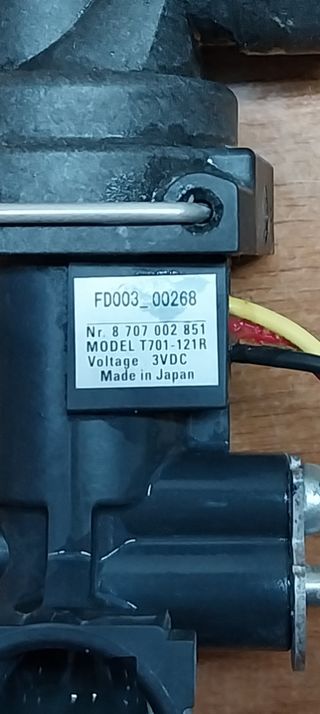 FD003_00268
Nr. 8 707 002 851
MODEL T701-121R
Voltage 3VDC
Made in Japan